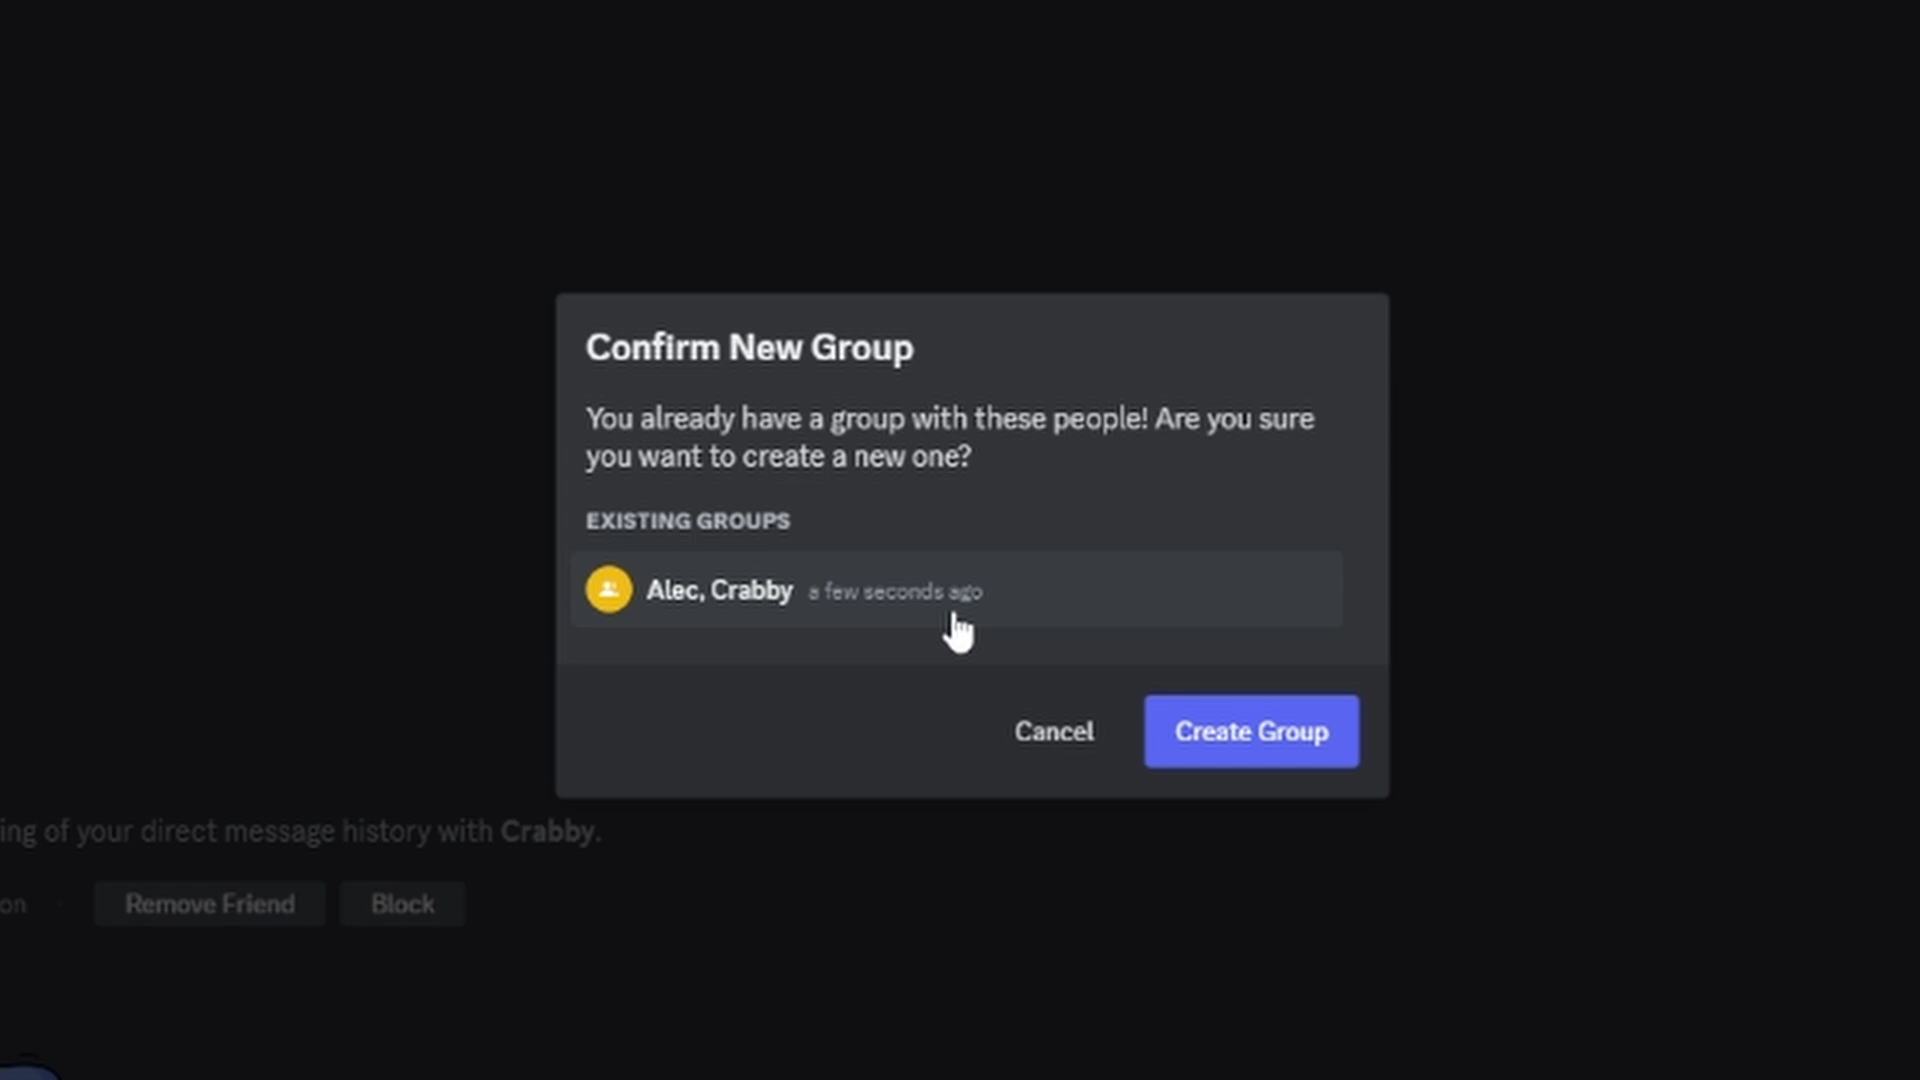 Confirm New Group
You already have a group with these people! Are you sure
you want to create a new one?
EXISTING GROUPS
Alec, Crabby a few seconds ago
Cancel Create Group
ing of your direct message history with Crabby.
on · Remove Friend Block